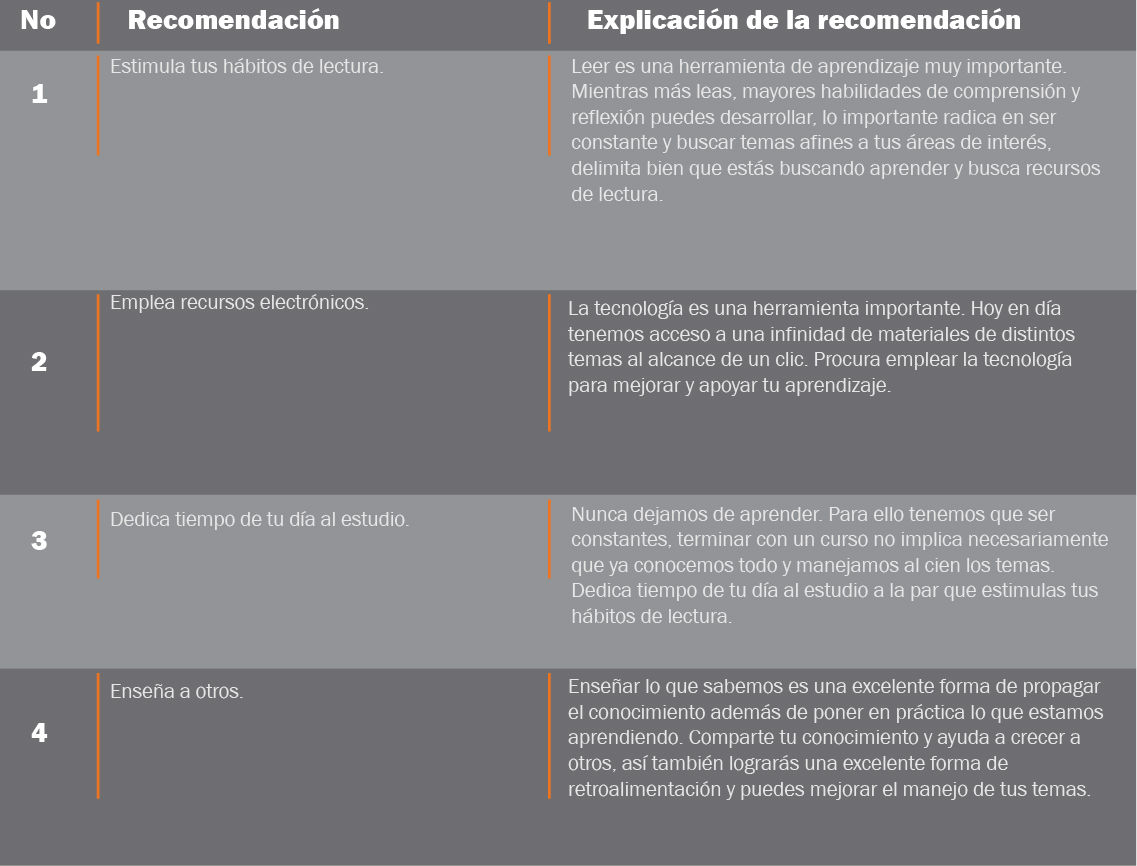 No Recomendación Explicación de la recomendación
1
Estimula tus hábitos de lectura.
Leer es una herramienta de aprendizaje muy importante.
Mientras más leas, mayores habilidades de comprensión y
reflexión puedes desarrollar, lo importante radica en ser
constante y buscar temas afines a tus áreas de interés,
delimita bien que estás buscando aprender y busca recursos
de lectura.
2
Emplea recursos electrónicos.
La tecnología es una herramienta importante. Hoy en día
tenemos acceso a una infinidad de materiales de distintos
temas al alcance de un clic. Procura emplear la tecnología
para mejorar y apoyar tu aprendizaje.
3
Dedica tiempo de tu día al estudio.
Nunca dejamos de aprender. Para ello tenemos que ser
constantes, terminar con un curso no implica necesariamente
que ya conocemos todo y manejamos al cien los temas.
Dedica tiempo de tu día al estudio a la par que estimulas tus
hábitos de lectura.
4
Enseña a otros.
Enseñar lo que sabemos es una excelente forma de propagar
el conocimiento además de poner en práctica lo que estamos
aprendiendo. Comparte tu conocimiento y ayuda a crecer a
otros, así también lograrás una excelente forma de
retroalimentación y puedes mejorar el manejo de tus temas.